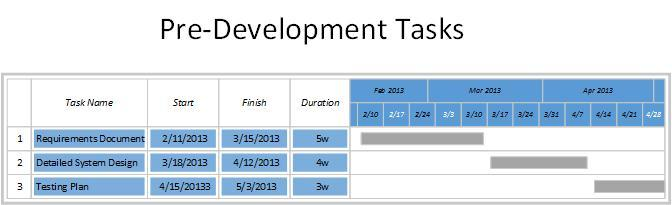 Pre-Development Tasks
Task Name Start Finish Duration Feb 2013 Mar 2013 Apr 2013
2/10 2/17 2/24 3/3 3/10 3/17 3/24 3/31 4/7 4/14 4/21 4/28
1 Requirements Document 2/11/2013 3/15/2013 5w
2 Detailed System Design 3/18/2013 4/12/2013 4w
3 Testing Plan 4/15/20133 5/3/2013 3w